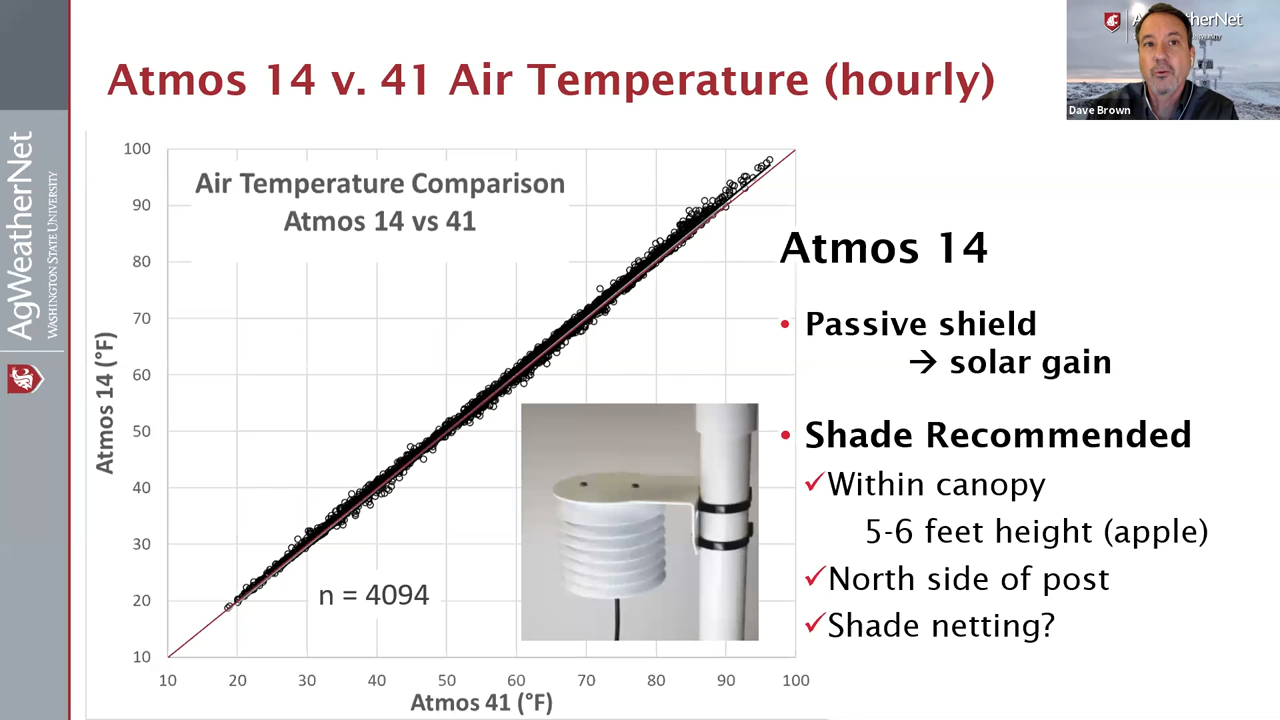 Atmos 14 v. 41 Air Temperature (hourly)
AgWeatherNet
WASHINGTON STATE UNIVERSITY
AgWeatherNet
Dave Brown
Air Temperature Comparison
Atmos 14 vs 41
100
90
80
70
60
50
40
30
20
10
Atmos 14 (°F)
n = 4094
10 20 30 40 50 60 70 80 90 100
Atmos 41 (°F)
Atmos 14
• Passive shield
→ solar gain
• Shade Recommended
✓Within canopy
5-6 feet height (apple)
✓North side of post
✓Shade netting?